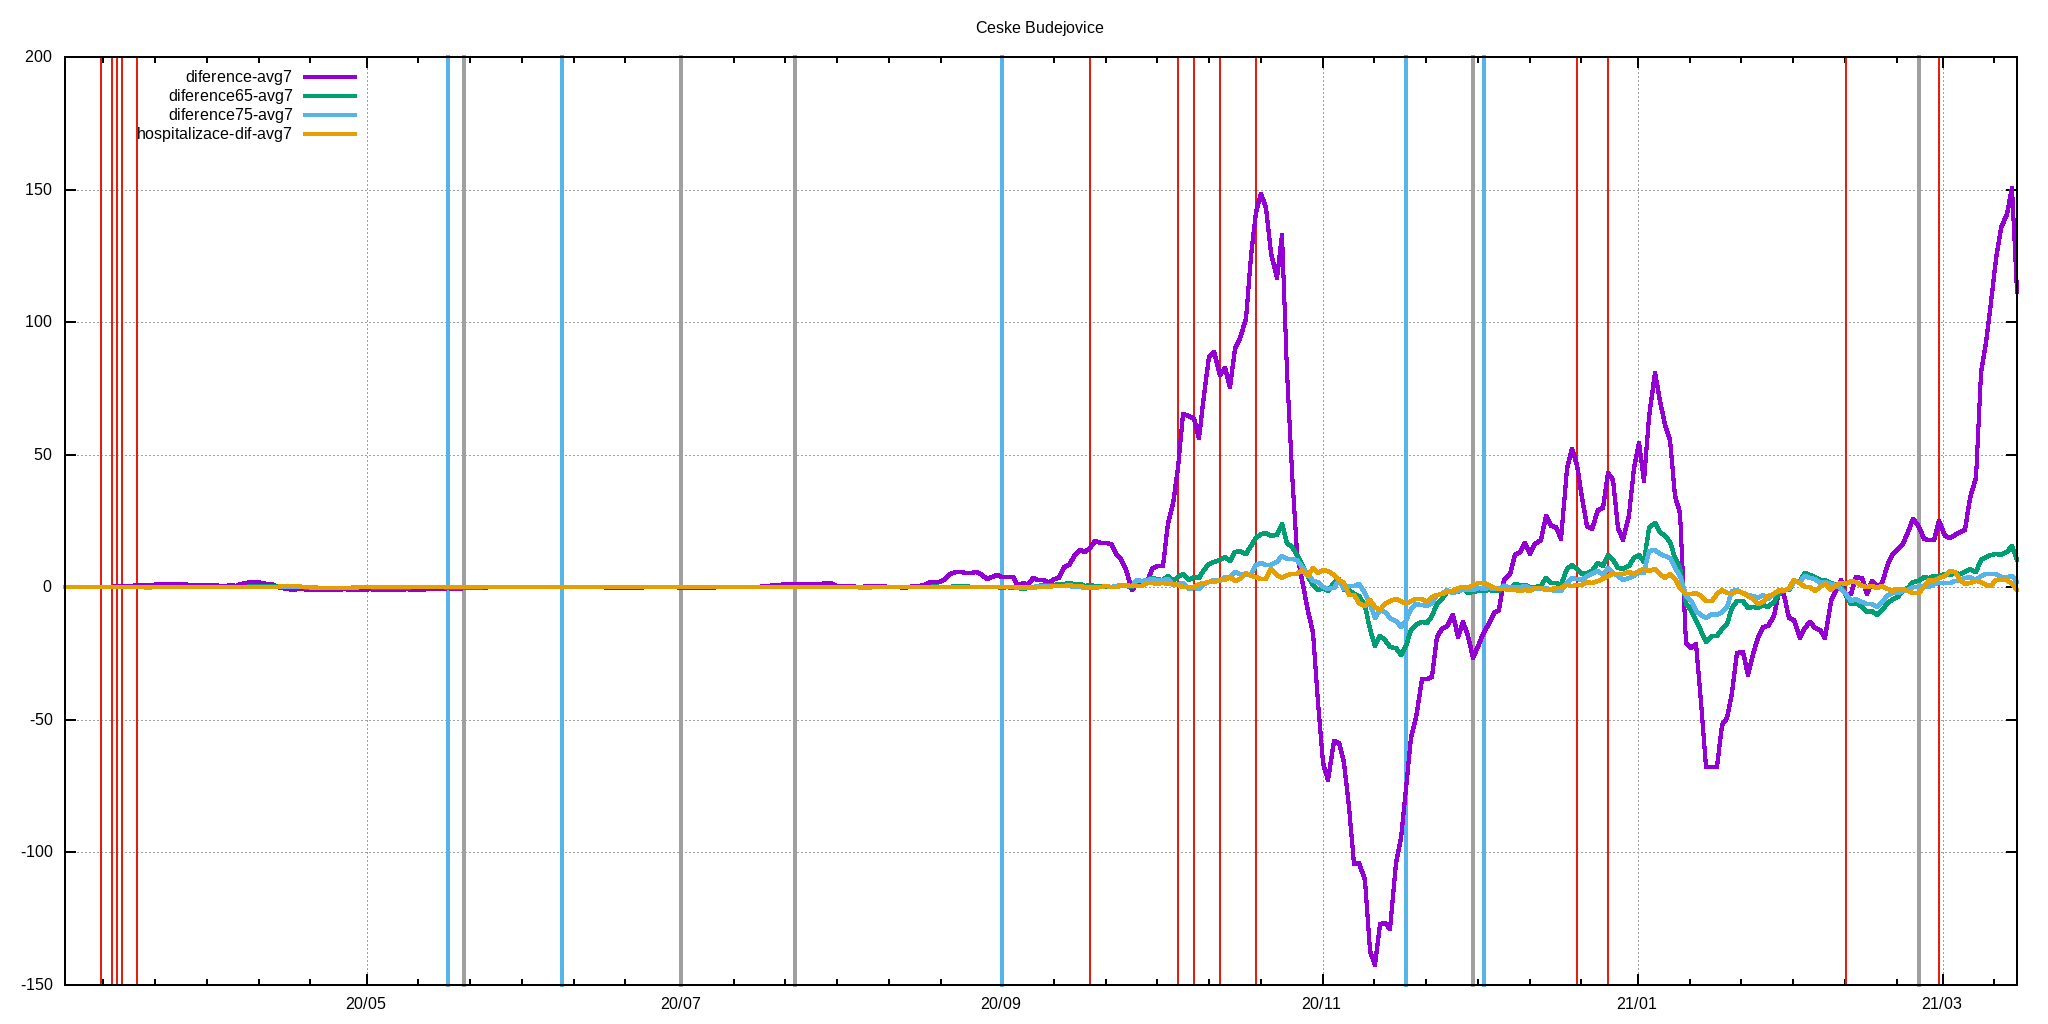 Ceske Budejovice
diference-avg7
diference65-avg7
diference75-avg7
hospitalizace-dif-avg7
200
150
100
50
0
-50
-100
-150
20/05 20/07 20/09 20/11 21/01 21/03